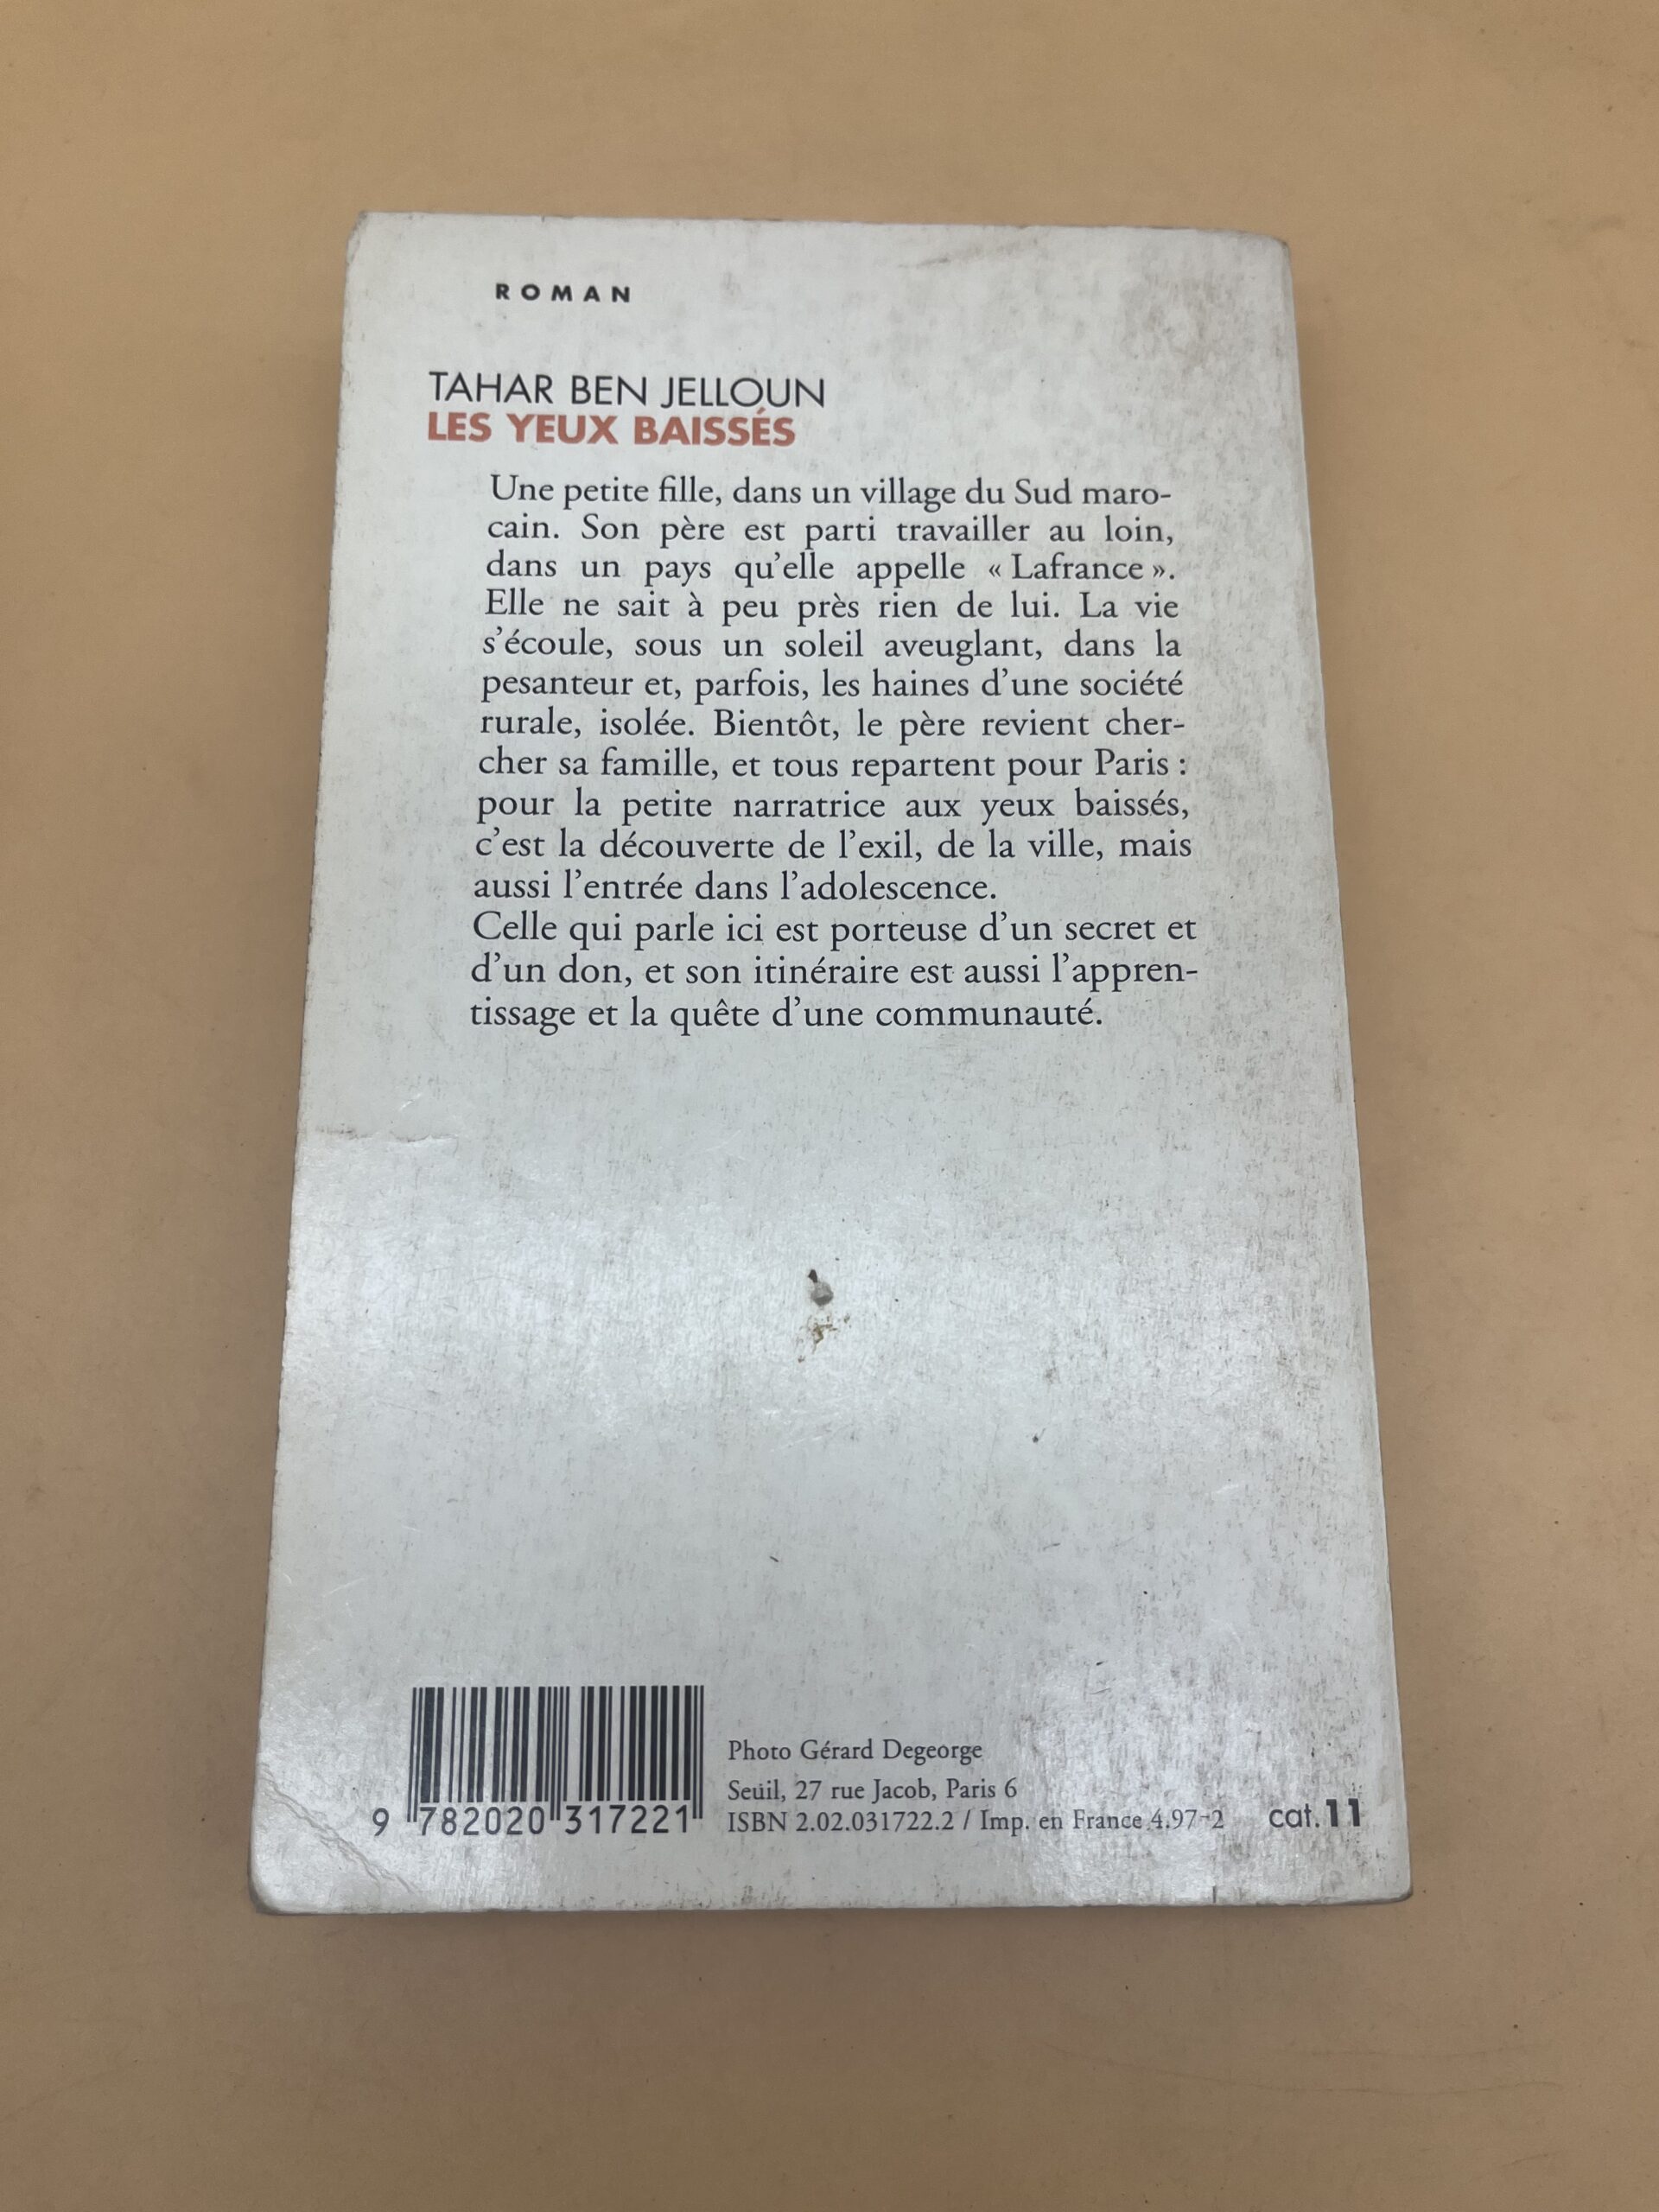 ROMAN
TAHAR BEN JELLOUN
LES YEUX BAISSÉS
Une petite fille, dans un village du Sud maro-
cain. Son père est parti travailler au loin,
dans un pays qu'elle appelle « Lafrance ».
Elle ne sait à peu près rien de lui. La vie
s'écoule, sous un soleil aveuglant, dans la
pesanteur et, parfois, les haines d'une société
rurale, isolée. Bientôt, le père revient cher-
cher sa famille, et tous repartent pour Paris :
pour la petite narratrice aux yeux baissés,
c'est la découverte de l'exil, de la ville, mais
aussi l'entrée dans l'adolescence.
Celle qui parle ici est porteuse d'un secret et
d'un don, et son itinéraire est aussi l'appren-
tissage et la quête d'une communauté.
Photo Gérard Degeorge
Seuil, 27 rue Jacob, Paris 6
ISBN 2.02.031722.2 / Imp. en France 4.97-2
cat.11
9 782020 317221